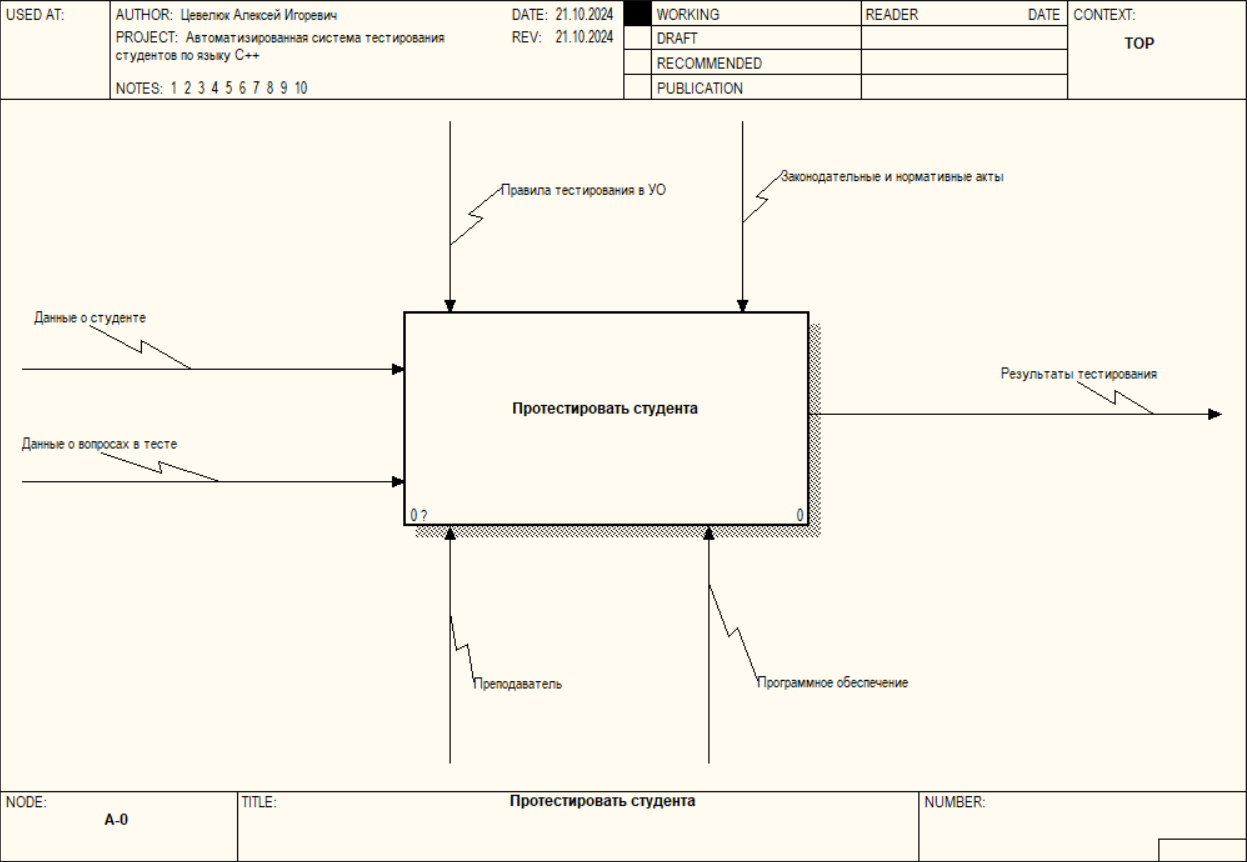 USED AT:
AUTHOR: Цевелюк Алексей Игоревич
DATE: 21.10.2024
PROJECT: Автоматизированная система тестирования
студентов по языку С++
REV: 21.10.2024
NOTES: 1 2 3 4 5 6 7 8 9 10
WORKING
DRAFT
RECOMMENDED
PUBLICATION
READER DATE
CONTEXT:
TOP
Правила тестирования в УО
Законодательные и нормативные акты
Данные о студенте
Результаты тестирования
Протестировать студента
Данные о вопросах в тесте
0 ?
0
Преподаватель
Программное обеспечение
NODE:
A-0
TITLE:
Протестировать студента
NUMBER: